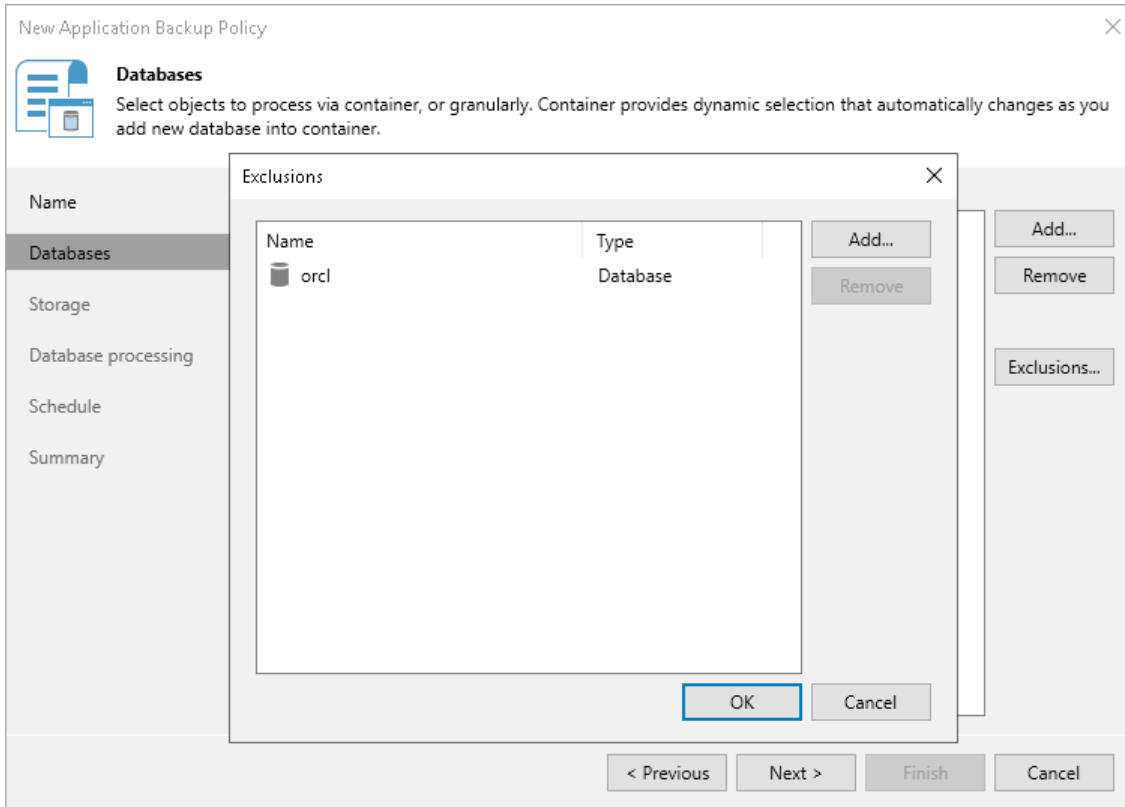 New Application Backup Policy
Databases
Select objects to process via container, or granularly. Container provides dynamic selection that automatically changes as you
add new database into container.
Name
Databases
Storage
Database processing
Schedule
Summary
Exclusions
Name Type
orcl Database
Add...
Remove
OK Cancel
Add...
Remove
Exclusions...
< Previous Next > Finish Cancel